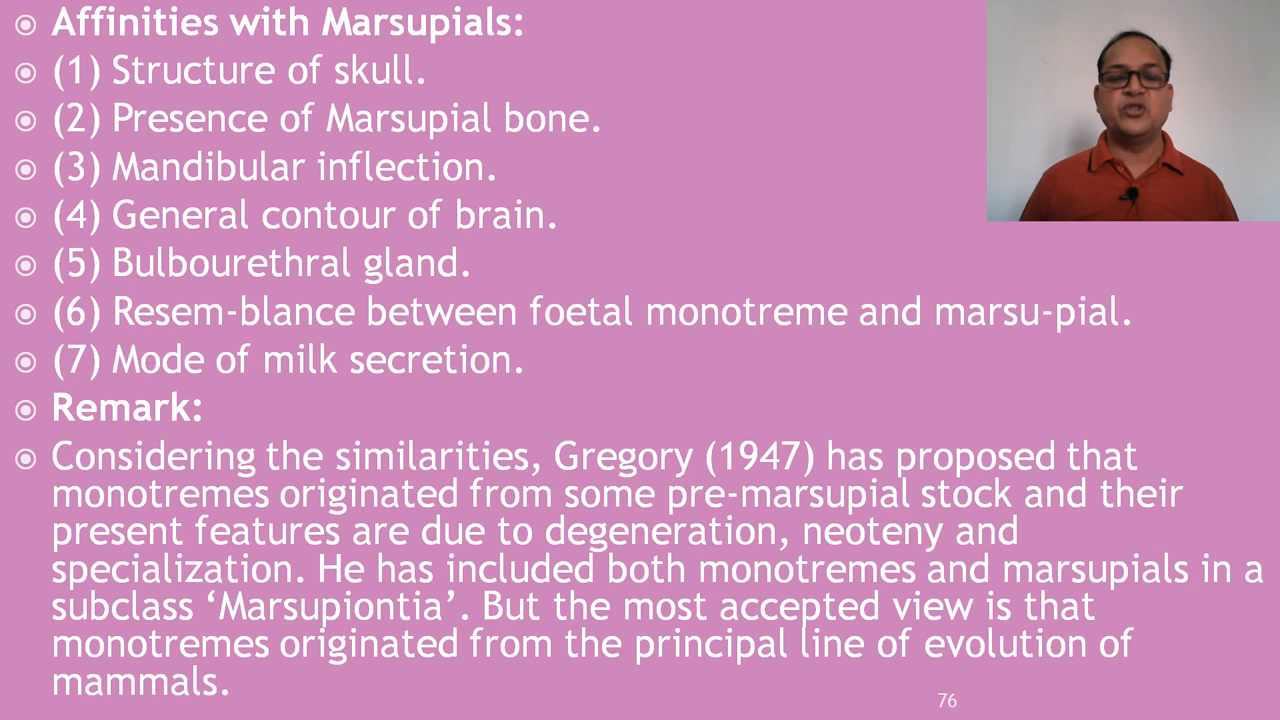 Affinities with Marsupials:
(1) Structure of skull.
(2) Presence of Marsupial bone.
(3) Mandibular inflection.
(4) General contour of brain.
(5) Bulbourethral gland.
(6) Resem-blance between foetal monotreme and marsu-pial.
(7) Mode of milk secretion.
Remark:
Considering the similarities, Gregory (1947) has proposed that
monotremes originated from some pre-marsupial stock and their
present features are due to degeneration, neoteny and
specialization. He has included both monotremes and marsupials in a
subclass ‘Marsupiontia’. But the most accepted view is that
monotremes originated from the principal line of evolution of
mammals.
76